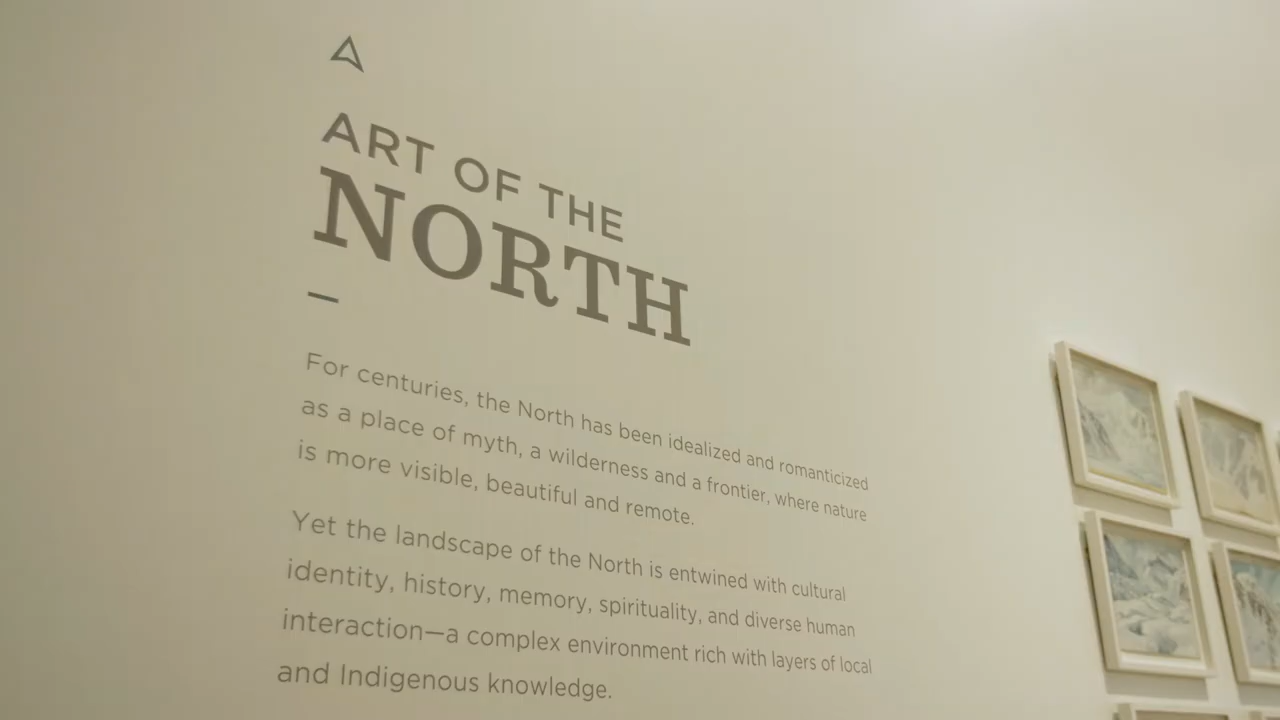 ART OF THE
NORTH
For centuries, the North has been idealized and romanticized
as a place of myth, a wilderness and a frontier, where nature
is more visible, beautiful and remote.
Yet the landscape of the North is entwined with cultural
identity, history, memory, spirituality, and diverse human
interaction—a complex environment rich with layers of local
and Indigenous knowledge.